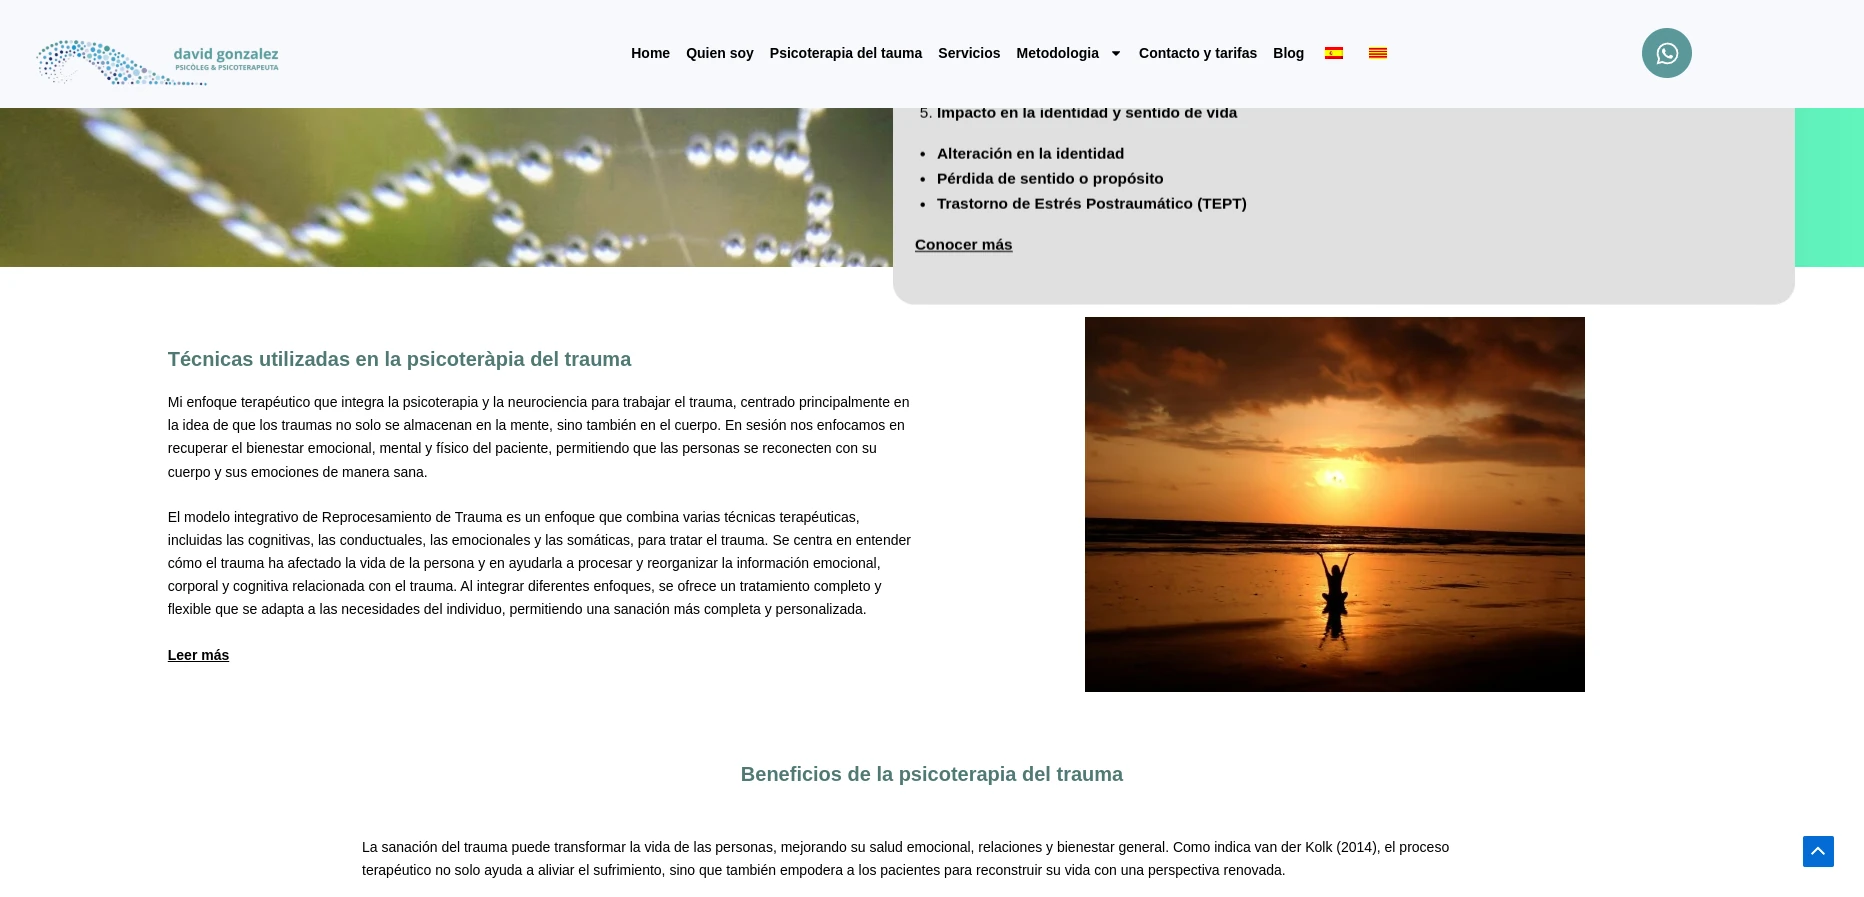 david gonzalez
PSICÒLEG & PSICOTERAPEUTA
Home Quien soy Psicoterapia del tauma Servicios Metodologia Contacto y tarifas Blog
5. Impacto en la identidad y sentido de vida
• Alteración en la identidad
• Pérdida de sentido o propósito
• Trastorno de Estrés Postraumático (TEPT)
Conocer más
Técnicas utilizadas en la psicoteràpia del trauma
Mi enfoque terapéutico que integra la psicoterapia y la neurociencia para trabajar el trauma, centrado principalmente en
la idea de que los traumas no solo se almacenan en la mente, sino también en el cuerpo. En sesión nos enfocamos en
recuperar el bienestar emocional, mental y físico del paciente, permitiendo que las personas se reconecten con su
cuerpo y sus emociones de manera sana.
El modelo integrativo de Reprocesamiento de Trauma es un enfoque que combina varias técnicas terapéuticas,
incluidas las cognitivas, las conductuales, las emocionales y las somáticas, para tratar el trauma. Se centra en entender
cómo el trauma ha afectado la vida de la persona y en ayudarla a procesar y reorganizar la información emocional,
corporal y cognitiva relacionada con el trauma. Al integrar diferentes enfoques, se ofrece un tratamiento completo y
flexible que se adapta a las necesidades del individuo, permitiendo una sanación más completa y personalizada.
Leer más
Beneficios de la psicoterapia del trauma
La sanación del trauma puede transformar la vida de las personas, mejorando su salud emocional, relaciones y bienestar general. Como indica van der Kolk (2014), el proceso
terapéutico no solo ayuda a aliviar el sufrimiento, sino que también empodera a los pacientes para reconstruir su vida con una perspectiva renovada.